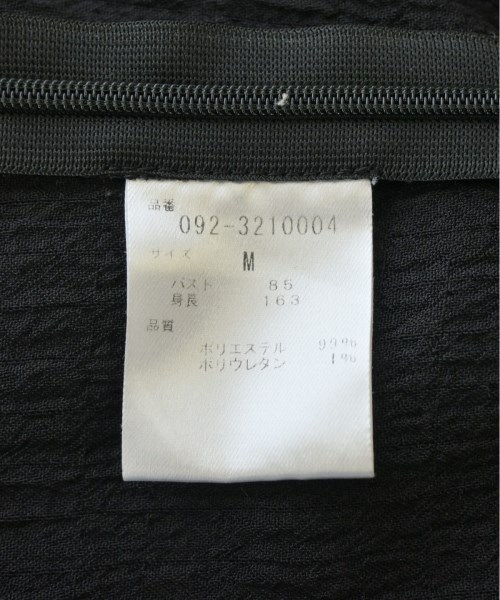 品番
092-3210004
サイズ
M
バスト 85
身長 163
品質
ポリエステル 99%
ポリウレタン 1%